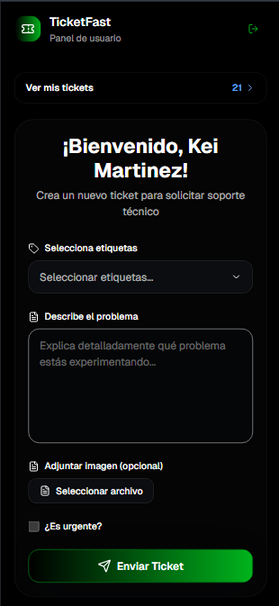 TicketFast
Panel de usuario
Ver mis tickets 21
¡Bienvenido, Kei
Martinez!
Crea un nuevo ticket para solicitar soporte
técnico
Selecciona etiquetas
Seleccionar etiquetas...
Describe el problema
Explica detalladamente qué problema
estás experimentando...
Adjuntar imagen (opcional)
Seleccionar archivo
¿Es urgente?
Enviar Ticket